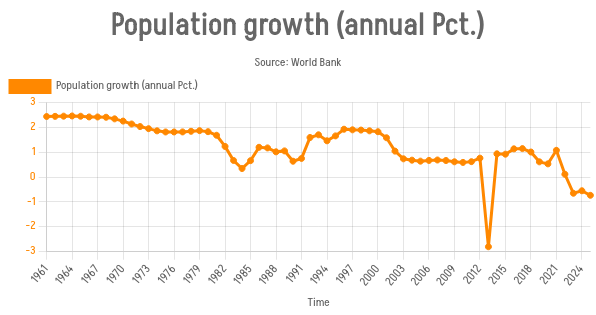 Population growth (annual Pct.)
Source: World Bank
Population growth (annual Pct.)
3
2
1
0
-1
-2
-3
1961 1964 1967 1970 1973 1976 1979 1982 1985 1988 1991 1994 1997 2000 2003 2006 2009 2012 2015 2018 2021 2024
Time